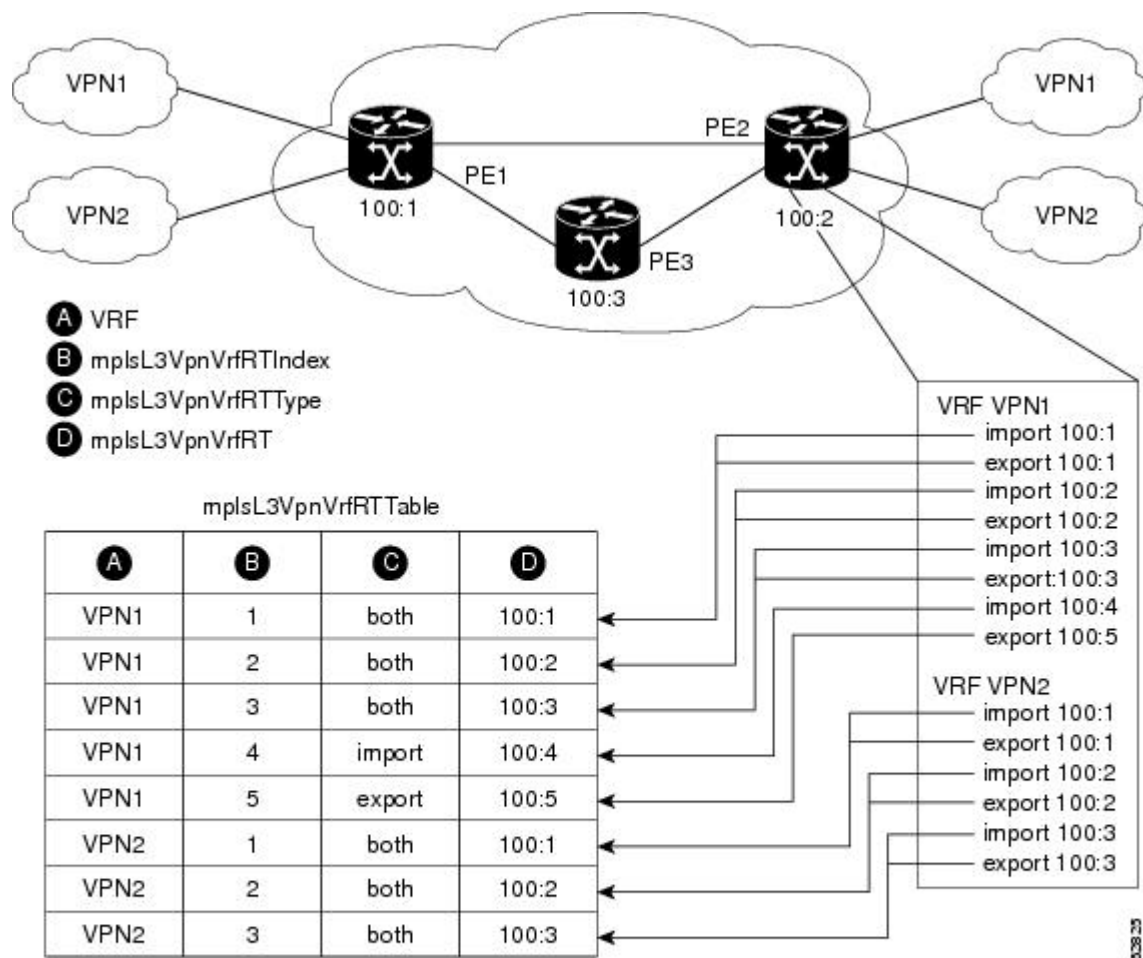 VPN1
VPN2
PE1
100:1
PE2
100:2
PE3
100:3
VPN1
VPN2
A VRF
B mplsL3VpnVrfRTIndex
C mplsL3VpnVrfRTType
D mplsL3VpnVrfRT
VRF VPN1
import 100:1
export 100:1
import 100:2
export 100:2
import 100:3
export:100:3
import 100:4
export 100:5
VRF VPN2
import 100:1
export 100:1
import 100:2
export 100:2
import 100:3
export 100:3
mplsL3VpnVrfRTTable
A B C D
VPN1 1 both 100:1
VPN1 2 both 100:2
VPN1 3 both 100:3
VPN1 4 import 100:4
VPN1 5 export 100:5
VPN2 1 both 100:1
VPN2 2 both 100:2
VPN2 3 both 100:3